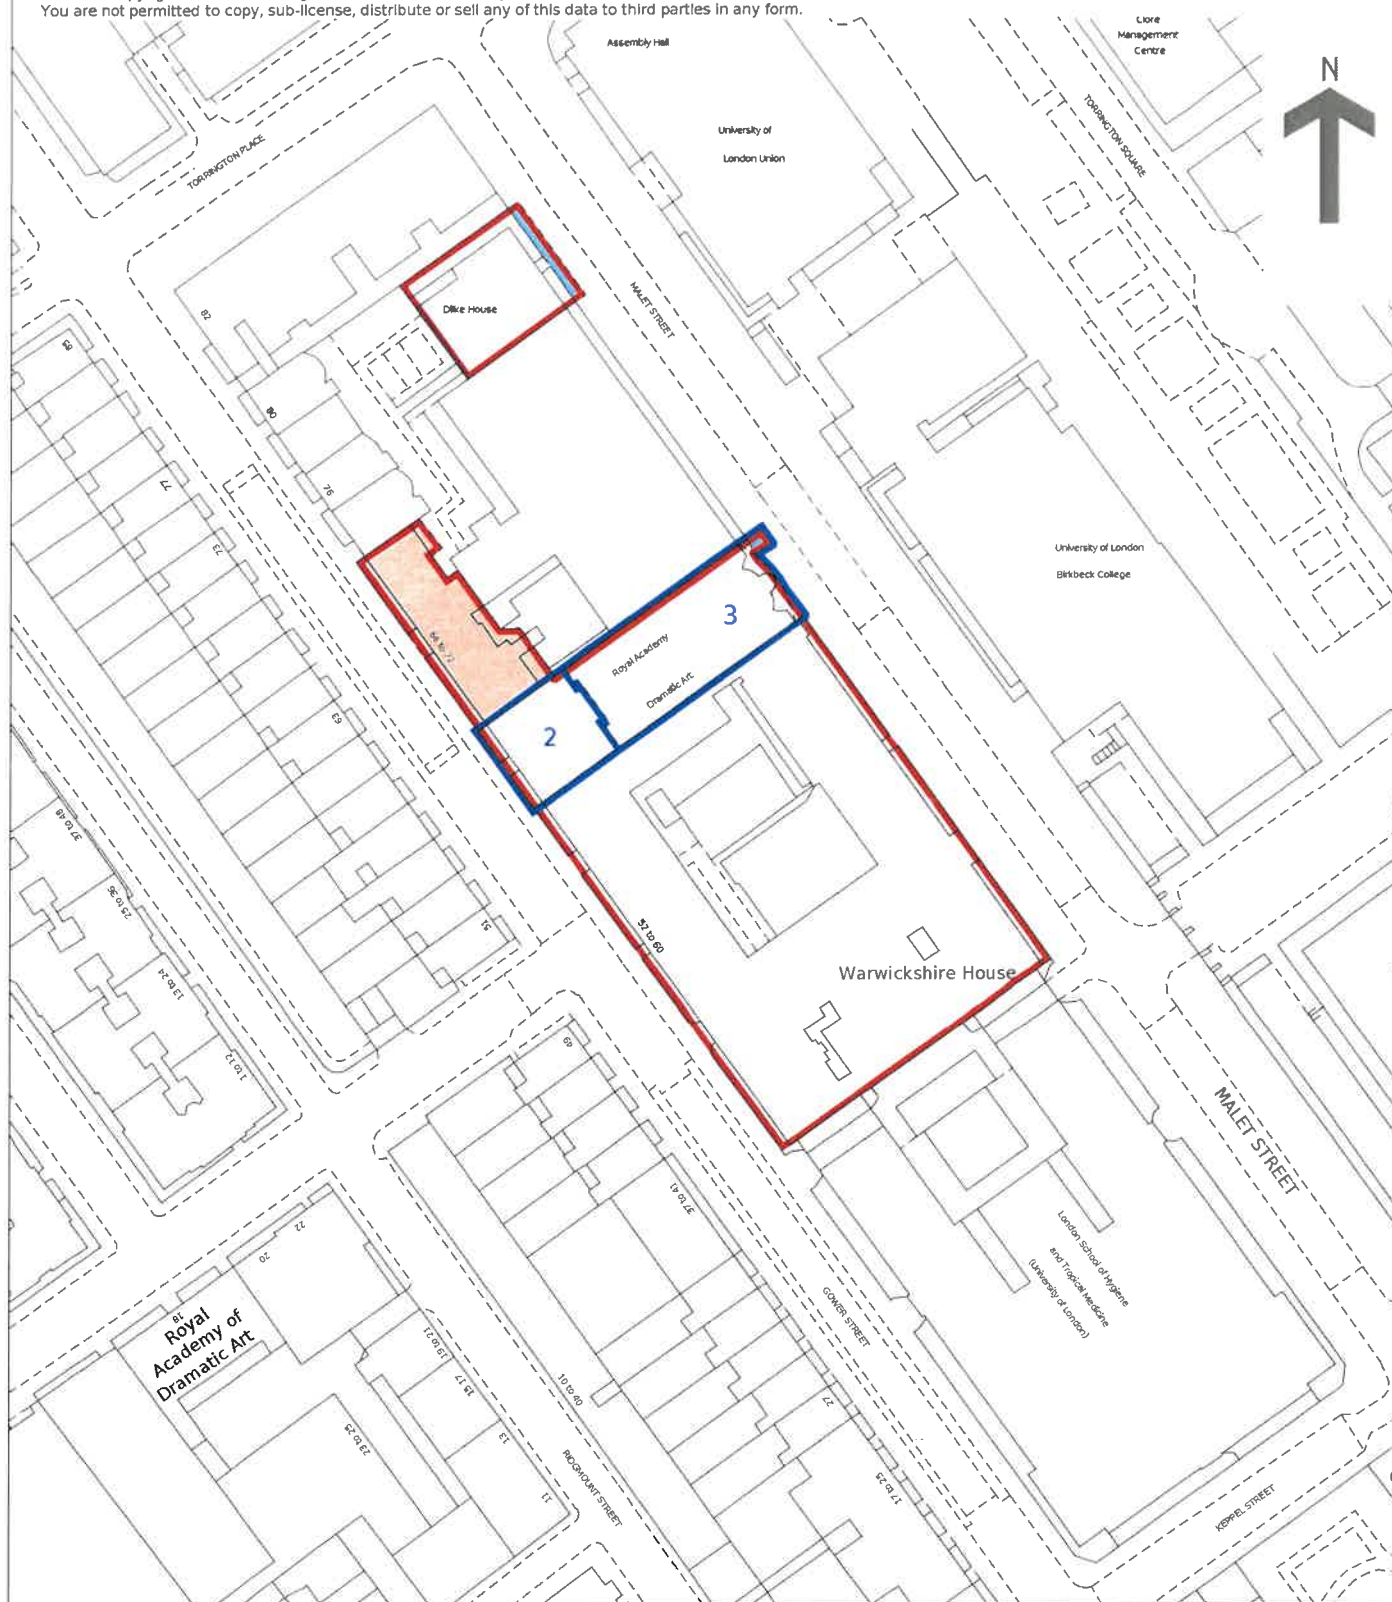 You are not permitted to copy, sub-license, distribute or sell any of this data to third parties in any form.
Assembly Hall
Clore
Management
Centre
N
University of
London Union
TORRINGTON SQUARE
TORRINGTON PLACE
MALET STREET
Dilke House
82
80
76
89
77
73
63
51
66 to 72
University of London
Birkbeck College
3
Royal Academy
Dramatic Art
2
52 to 60
Warwickshire House
37 to 48
25 to 36
13 to 24
1 to 12
49
37 to 41
MALET STREET
London School of Hygiene
and Tropical Medicine
(University of London)
GOWER STREET
22
20
18
Royal
Academy of
Dramatic Art
19 to 21
15 17
13
11
23 to 25
10 to 40
RIDGMOUNT STREET
27
17 to 25
KEPPEL STREET